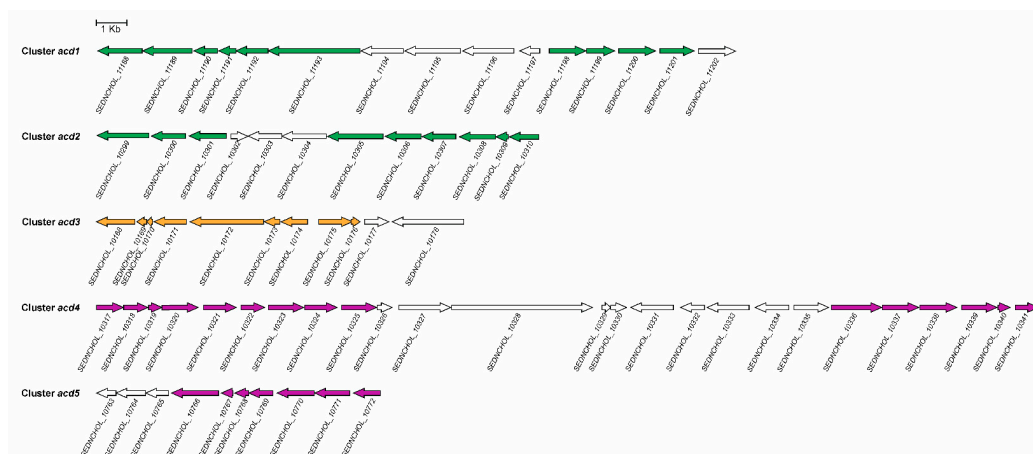 1 Kb
Cluster acd1
SEDNCHOL_11188
SEDNCHOL_11189
SEDNCHOL_11190
SEDNCHOL_11191
SEDNCHOL_11192
SEDNCHOL_11193
SEDNCHOL_11194
SEDNCHOL_11195
SEDNCHOL_11196
SEDNCHOL_11197
SEDNCHOL_11198
SEDNCHOL_11199
SEDNCHOL_11200
SEDNCHOL_11201
SEDNCHOL_11202
Cluster acd2
SEDNCHOL_10299
SEDNCHOL_10300
SEDNCHOL_10301
SEDNCHOL_10302
SEDNCHOL_10303
SEDNCHOL_10304
SEDNCHOL_10305
SEDNCHOL_10306
SEDNCHOL_10307
SEDNCHOL_10308
SEDNCHOL_10309
SEDNCHOL_10310
Cluster acd3
SEDNCHOL_10168
SEDNCHOL_10169
SEDNCHOL_10170
SEDNCHOL_10171
SEDNCHOL_10172
SEDNCHOL_10173
SEDNCHOL_10174
SEDNCHOL_10175
SEDNCHOL_10176
SEDNCHOL_10177
SEDNCHOL_10178
Cluster acd4
SEDNCHOL_10317
SEDNCHOL_10318
SEDNCHOL_10319
SEDNCHOL_10320
SEDNCHOL_10321
SEDNCHOL_10322
SEDNCHOL_10323
SEDNCHOL_10324
SEDNCHOL_10325
SEDNCHOL_10326
SEDNCHOL_10327
SEDNCHOL_10328
SEDNCHOL_10329
SEDNCHOL_10330
SEDNCHOL_10331
SEDNCHOL_10332
SEDNCHOL_10333
SEDNCHOL_10334
SEDNCHOL_10335
SEDNCHOL_10336
SEDNCHOL_10337
SEDNCHOL_10338
SEDNCHOL_10339
SEDNCHOL_10340
SEDNCHOL_10341
Cluster acd5
SEDNCHOL_10763
SEDNCHOL_10764
SEDNCHOL_10765
SEDNCHOL_10766
SEDNCHOL_10767
SEDNCHOL_10768
SEDNCHOL_10769
SEDNCHOL_10770
SEDNCHOL_10771